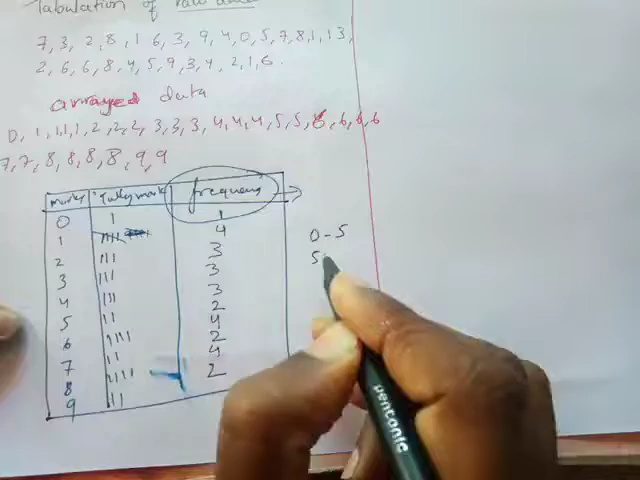 Tabulation of raw data
7, 3, 2, 8, 1 6, 3, 9, 4, 0, 5, 7, 8, 1, 13,
2, 6, 6, 8, 4, 5, 9, 3, 4, 2, 1, 6.
arrayed data
0, 1, 1, 1, 1, 2, 2, 2, 3, 3, 3, 4, 4, 4, 5, 5, 6, 6, 6, 6
7, 7, 8, 8, 8, 8, 9, 9
marks Tally mark frequency
0 | 1
1 |||| 4
2 ||| 3
3 ||| 3
4 ||| 3
5 || 2
6 |||| 4
7 || 2
8 |||| 4
9 || 2
0 - 5
5
pentonic